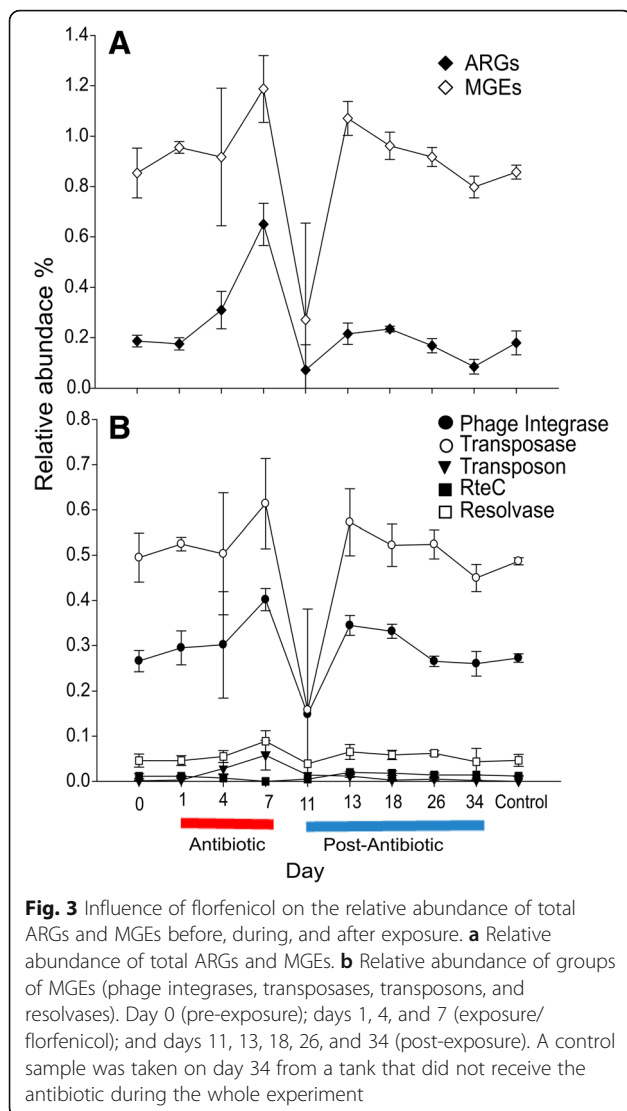 A
ARGs
MGEs
1.4
1.2
1.0
0.8
0.6
0.4
0.2
0.0
Relative abundace %
B
Phage Integrase
Transposase
Transposon
RteC
Resolvase
0.8
0.7
0.6
0.5
0.4
0.3
0.2
0.1
0.0
0 1 4 7 11 13 18 26 34 Control
Antibiotic Post-Antibiotic
Day
Fig. 3 Influence of florfenicol on the relative abundance of total
ARGs and MGEs before, during, and after exposure. a Relative
abundance of total ARGs and MGEs. b Relative abundance of groups
of MGEs (phage integrases, transposases, transposons, and
resolvases). Day 0 (pre-exposure); days 1, 4, and 7 (exposure/
florfenicol); and days 11, 13, 18, 26, and 34 (post-exposure). A control
sample was taken on day 34 from a tank that did not receive the
antibiotic during the whole experiment